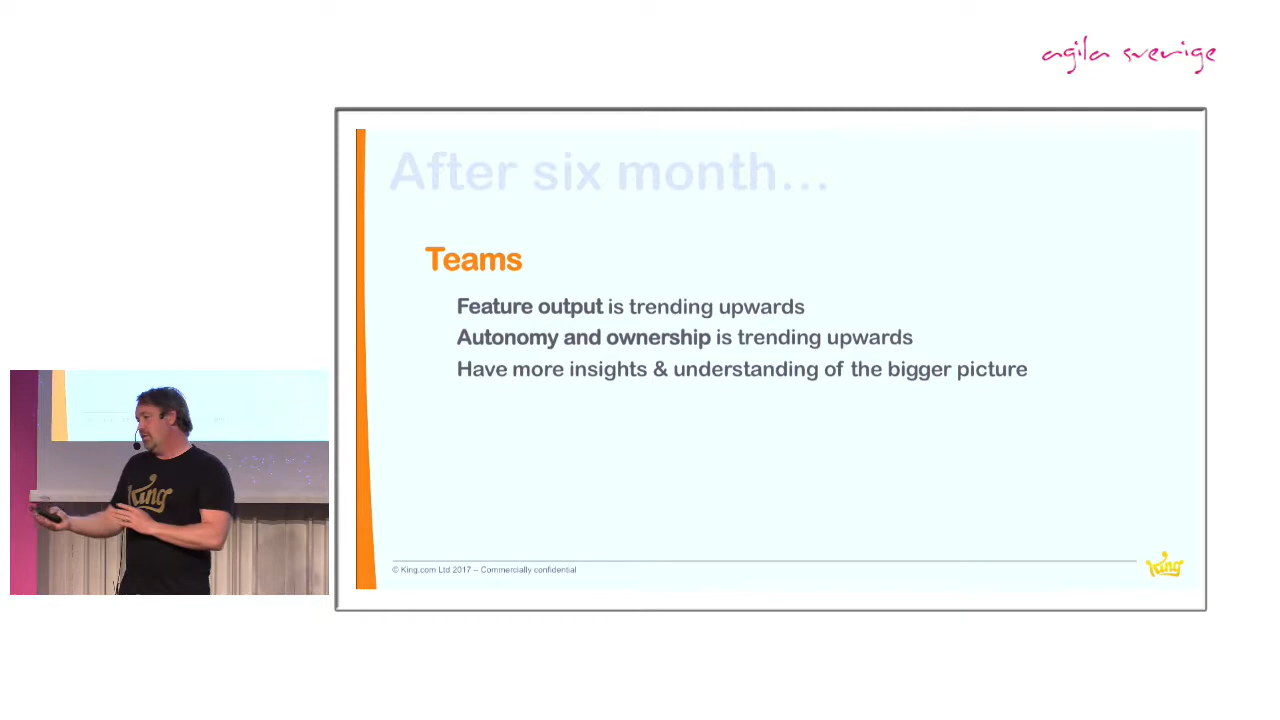 agila sverige
After six month...
Teams
Feature output is trending upwards
Autonomy and ownership is trending upwards
Have more insights & understanding of the bigger picture
King
© King.com Ltd 2017 – Commercially confidential
King